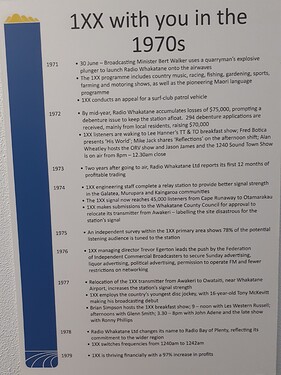 1XX with you in the
1970s
1971
• 30 June – Broadcasting Minister Bert Walker uses a quarryman's explosive
plunger to launch Radio Whakatane onto the airwaves
• The 1XX programme includes country music, racing, fishing, gardening, sports,
farming and motoring shows, as well as the pioneering Maori language
programme
• 1XX conducts an appeal for a surf-club patrol vehicle
1972
• By mid-year, Radio Whakatane accumulates losses of $75,000, prompting a
debenture issue to keep the station afloat. 294 debenture applications are
received, mainly from local residents, raising $70,000
• 1XX listeners are waking to Lee Hanner's TT & TO breakfast show; Fred Botica
presents 'His World'; Mike Jack shares 'Reflections' on the afternoon shift; Alan
Wheatley hosts the DRIV show and Jason James and the 1240 Sound Town Show
is on air from 8pm – 12.30am close
1973
Two years after going to air, Radio Whakatane Ltd reports its first 12 months of
profitable trading
1974
• 1XX engineering staff complete a relay station to provide better signal strength in
the Galatea, Murupara and Kaingaroa communities
• The 1XX signal now reaches 45,000 listeners from Cape Runaway to Otamarakau
• 1XX makes submissions to the Whakatane County Council for approval to
relocate its transmitter from Awakeri – labelling the site disastrous for the
station's signal
1975
• An independent survey within the 1XX primary area shows 78% of the potential
listening audience is tuned to the station
1976
• 1XX managing director Trevor Egerton leads the push by the Federation of
Independent Commercial Broadcasters to secure Sunday advertising,
liquor advertising, political advertising, permission to operate FM and fewer
restrictions on networking
1977
• Relocation of the 1XX transmitter from Awakeri to Opataiti, near Whakatane
Airport, increases the station's signal strength
• 1XX employs the country's youngest disc jockey, with 16-year-old Tony McKevitt
making his broadcasting debut
• Brian Simpson hosts the 1XX breakfast show; 9 – noon with Les Western Russell;
afternoons with Glenn Smith; 3.30 – 8pm with John Adene and the late show
with Ronny Phillips
1978
• Radio Whakatane Ltd changes its name to Radio Bay of Plenty, reflecting its
commitment to the wider region
• 1XX switches frequencies from 1240hz to 1242hz
1979
• 1XX is thriving financially with a 97% increase in profits